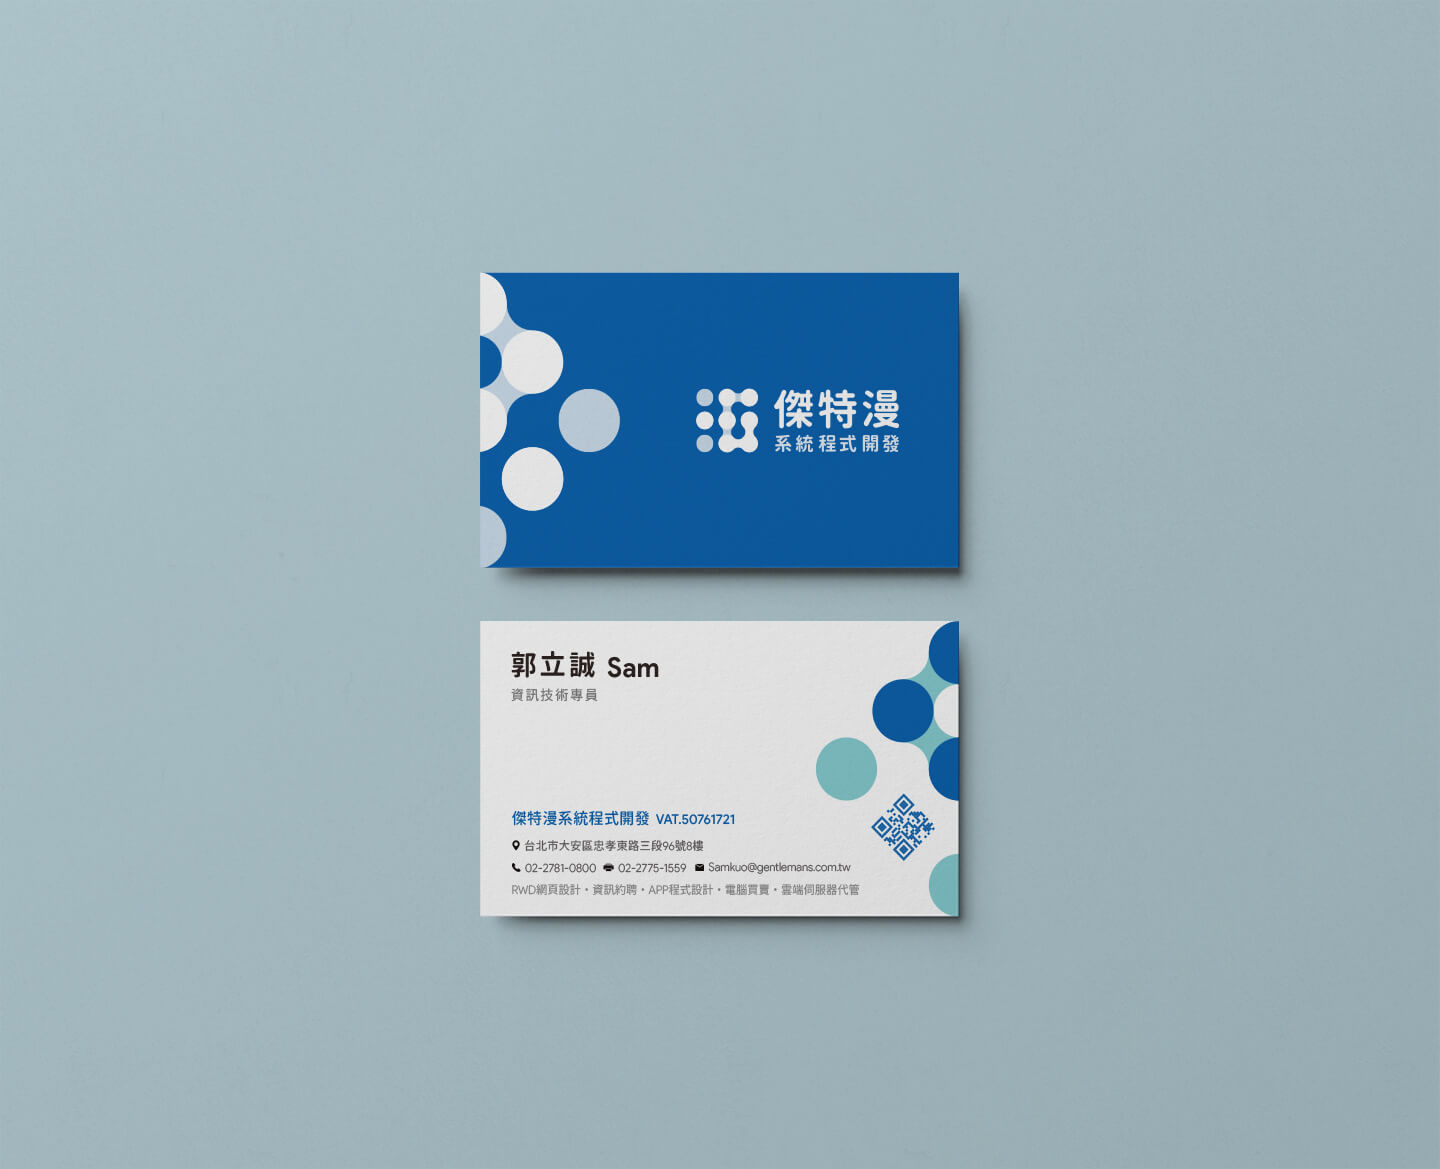 傑特漫
系統程式開發
郭立誠 Sam
資訊技術專員
傑特漫系統程式開發 VAT.50761721
台北市大安區忠孝東路三段96號8樓
02-2781-0800 02-2775-1559 Samkuo@gentlemans.com.tw
RWD網頁設計・資訊約聘・APP程式設計・電腦買賣・雲端伺服器代管